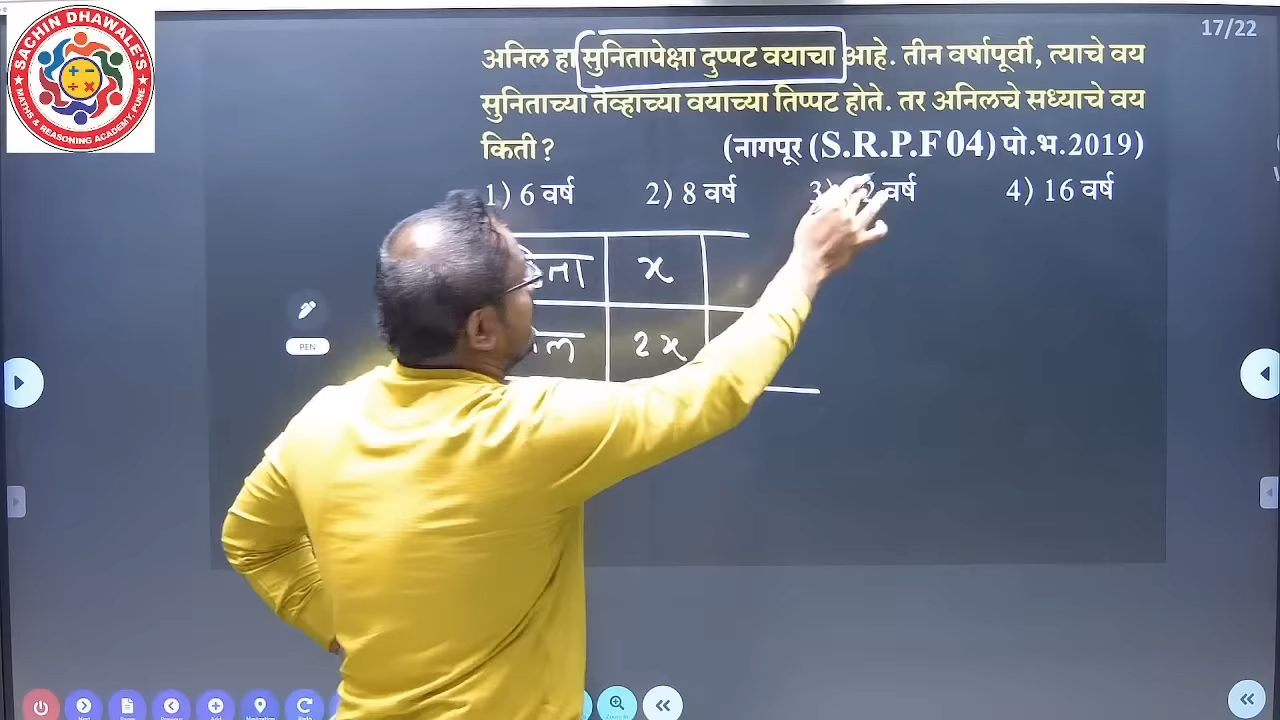 SACHIN DHAWALE'S
MATHS & REASONING ACADEMY, PUNE
17/22
अनिल हा सुनितापेक्षा दुप्पट वयाचा आहे. तीन वर्षापूर्वी, त्याचे वय
सुनिताच्या तेव्हाच्या वयाच्या तिप्पट होते. तर अनिलचे सध्याचे वय
किती ? (नागपूर (S.R.P.F 04) पो.भ.2019)
1) 6 वर्ष 2) 8 वर्ष वर्ष 4) 16 वर्ष
x
2x
PEN